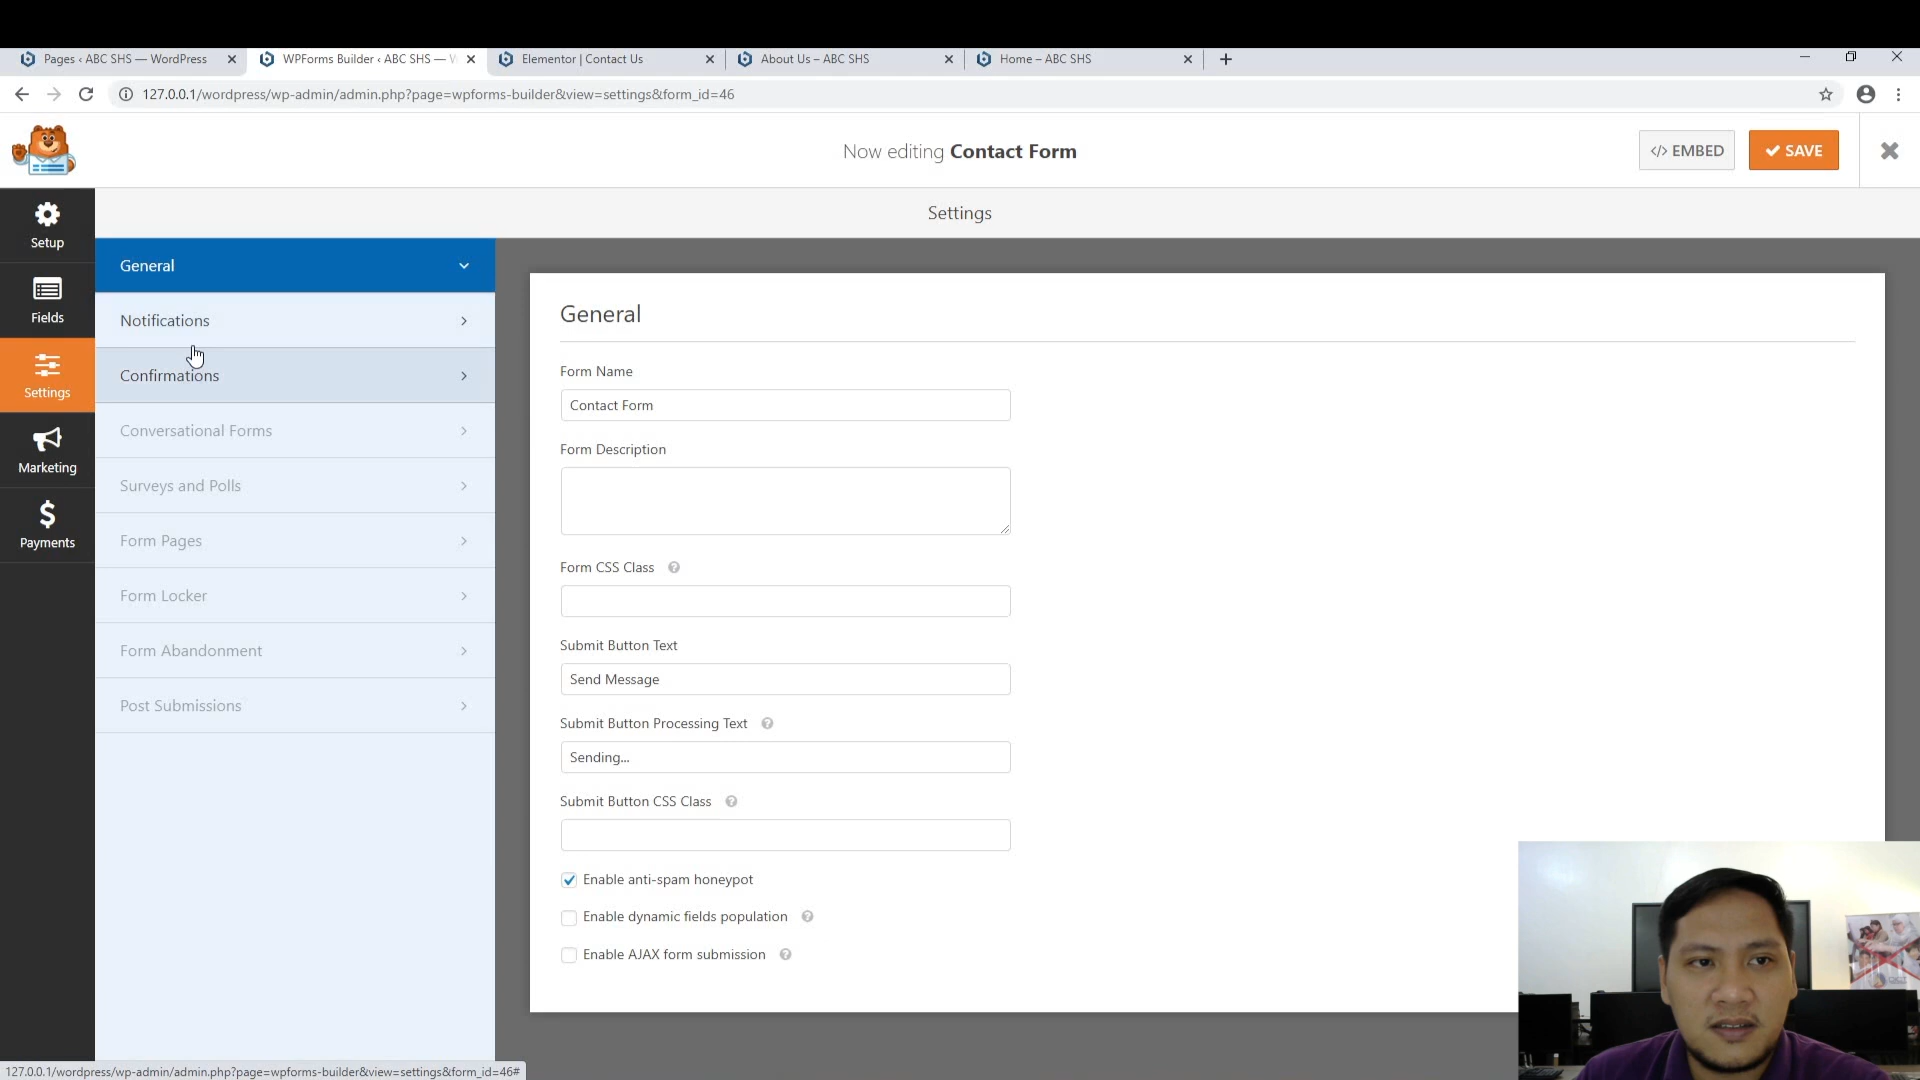 Pages ‹ ABC SHS — WordPress
WPForms Builder ‹ ABC SHS —
Elementor | Contact Us
About Us – ABC SHS
Home – ABC SHS
127.0.0.1/wordpress/wp-admin/admin.php?page=wpforms-builder&view=settings&form_id=46
Now editing Contact Form
</> EMBED
SAVE
Settings
Setup
Fields
Settings
Marketing
Payments
General
Notifications
Confirmations
Conversational Forms
Surveys and Polls
Form Pages
Form Locker
Form Abandonment
Post Submissions
General
Form Name
Contact Form
Form Description
Form CSS Class
Submit Button Text
Send Message
Submit Button Processing Text
Sending...
Submit Button CSS Class
Enable anti-spam honeypot
Enable dynamic fields population
Enable AJAX form submission
127.0.0.1/wordpress/wp-admin/admin.php?page=wpforms-builder&view=settings&form_id=46#